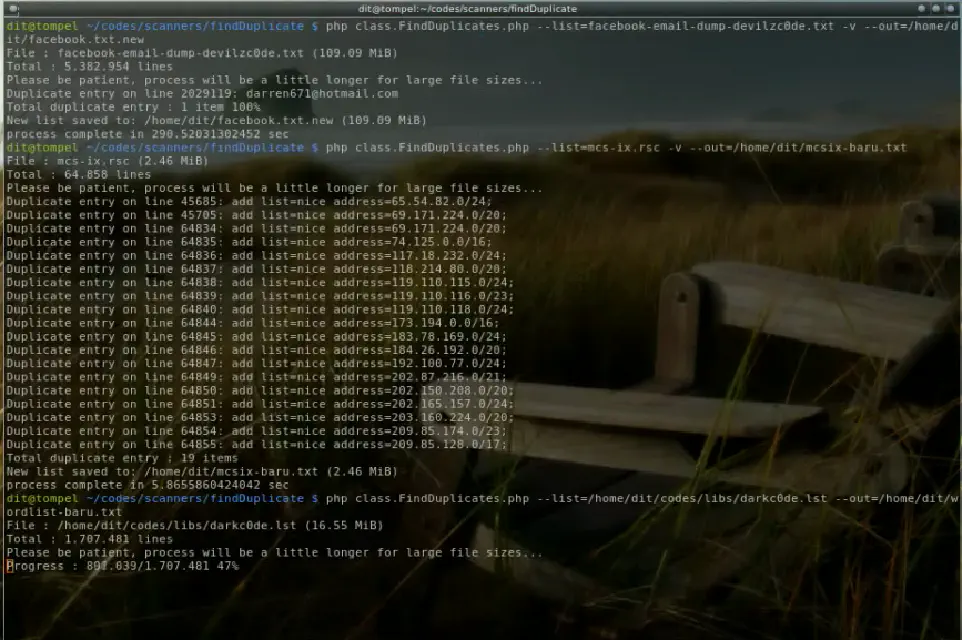 dit@tompel:~/codes/scanners/findDuplicate
dit@tompel ~/codes/scanners/findDuplicate $ php class.FindDuplicates.php --list=facebook-email-dump-devilzc0de.txt -v --out=/home/d
it/facebook.txt.new
File : facebook-email-dump-devilzc0de.txt (109.09 MiB)
Total : 5.382.954 lines
Please be patient, process will be a little longer for large file sizes...
Duplicate entry on line 2029119: darren671@hotmail.com
Total duplicate entry : 1 item 100%
New list saved to: /home/dit/facebook.txt.new (109.09 MiB)
process complete in 290.52031302452 sec
dit@tompel ~/codes/scanners/findDuplicate $ php class.FindDuplicates.php --list=mcs-ix.rsc -v --out=/home/dit/mcsix-baru.txt
File : mcs-ix.rsc (2.46 MiB)
Total : 64.858 lines
Please be patient, process will be a little longer for large file sizes...
Duplicate entry on line 45685: add list=nice address=65.54.82.0/24;
Duplicate entry on line 45705: add list=nice address=69.171.224.0/20;
Duplicate entry on line 64834: add list=nice address=69.171.224.0/20;
Duplicate entry on line 64835: add list=nice address=74.125.0.0/16;
Duplicate entry on line 64836: add list=nice address=117.18.232.0/24;
Duplicate entry on line 64837: add list=nice address=118.214.80.0/20;
Duplicate entry on line 64838: add list=nice address=119.110.115.0/24;
Duplicate entry on line 64839: add list=nice address=119.110.116.0/23;
Duplicate entry on line 64840: add list=nice address=119.110.118.0/24;
Duplicate entry on line 64844: add list=nice address=173.194.0.0/16;
Duplicate entry on line 64845: add list=nice address=183.78.169.0/24;
Duplicate entry on line 64846: add list=nice address=184.26.192.0/20;
Duplicate entry on line 64847: add list=nice address=192.100.77.0/24;
Duplicate entry on line 64849: add list=nice address=202.87.216.0/21;
Duplicate entry on line 64850: add list=nice address=202.150.208.0/20;
Duplicate entry on line 64851: add list=nice address=202.165.157.0/24;
Duplicate entry on line 64853: add list=nice address=203.160.224.0/20;
Duplicate entry on line 64854: add list=nice address=209.85.174.0/23;
Duplicate entry on line 64855: add list=nice address=209.85.128.0/17;
Total duplicate entry : 19 items
New list saved to: /home/dit/mcsix-baru.txt (2.46 MiB)
process complete in 5.8655860424042 sec
dit@tompel ~/codes/scanners/findDuplicate $ php class.FindDuplicates.php --list=/home/dit/codes/libs/darkc0de.lst --out=/home/dit/w
ordlist-baru.txt
File : /home/dit/codes/libs/darkc0de.lst (16.55 MiB)
Total : 1.707.481 lines
Please be patient, process will be a little longer for large file sizes...
Progress : 47%